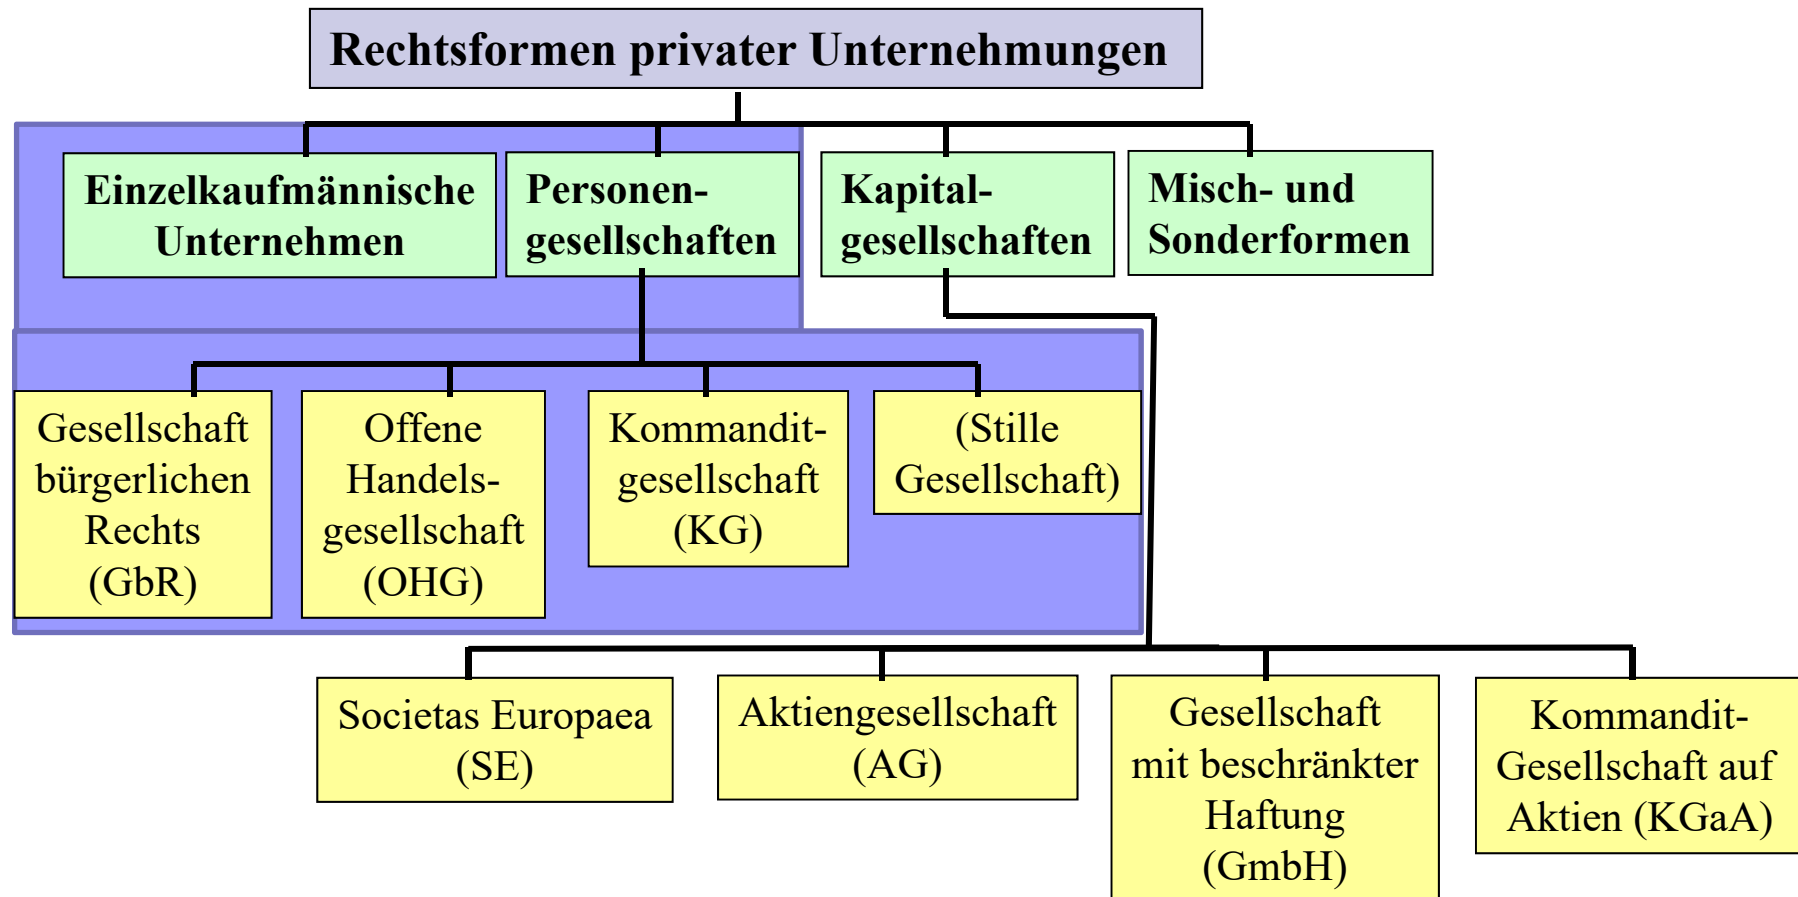 Rechtsformen privater Unternehmungen
Einzelkaufmännische
Unternehmen
Personen-
gesellschaften
Kapital-
gesellschaften
Misch- und
Sonderformen
Gesellschaft
bürgerlichen
Rechts
(GbR)
Offene
Handels-
gesellschaft
(OHG)
Kommandit-
gesellschaft
(KG)
(Stille
Gesellschaft)
Societas Europaea
(SE)
Aktiengesellschaft
(AG)
Gesellschaft
mit beschränkter
Haftung
(GmbH)
Kommandit-
Gesellschaft auf
Aktien (KGaA)